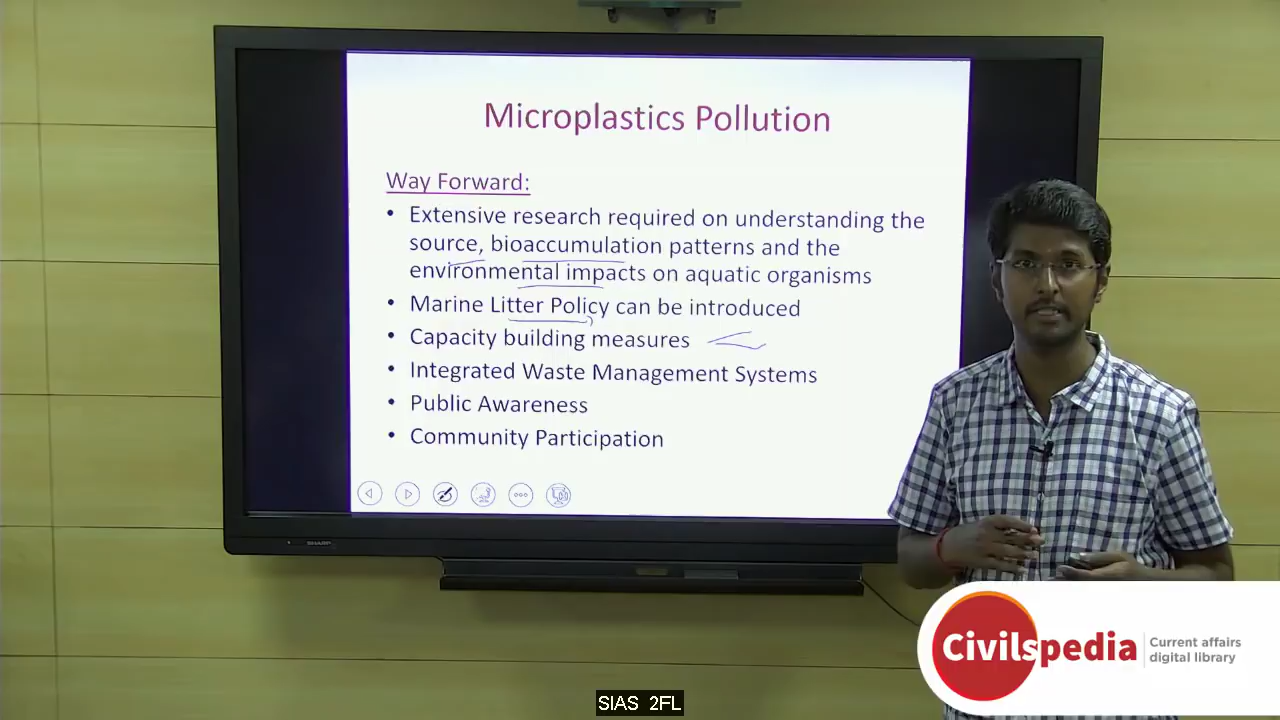 Microplastics Pollution
Way Forward:
• Extensive research required on understanding the
source, bioaccumulation patterns and the
environmental impacts on aquatic organisms
• Marine Litter Policy can be introduced
• Capacity building measures
• Integrated Waste Management Systems
• Public Awareness
• Community Participation
SHARP
Civilspedia
Current affairs
digital library
SIAS 2FL